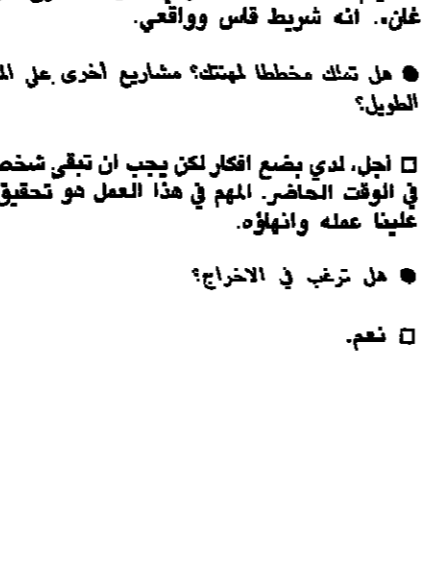 غان». انه شريط قاس وواقعي.
● هل تملك مخططا لمهنتك؟ مشاريع أخرى على
الطويل؟
□ أجل، لدي بضع افكار لكن يجب ان تبقى
في الوقت الحاضر. المهم في هذا العمل هو تحقيق
علينا عمله وانهاؤه.
● هل ترغب في الاخراج؟
□ نعم.